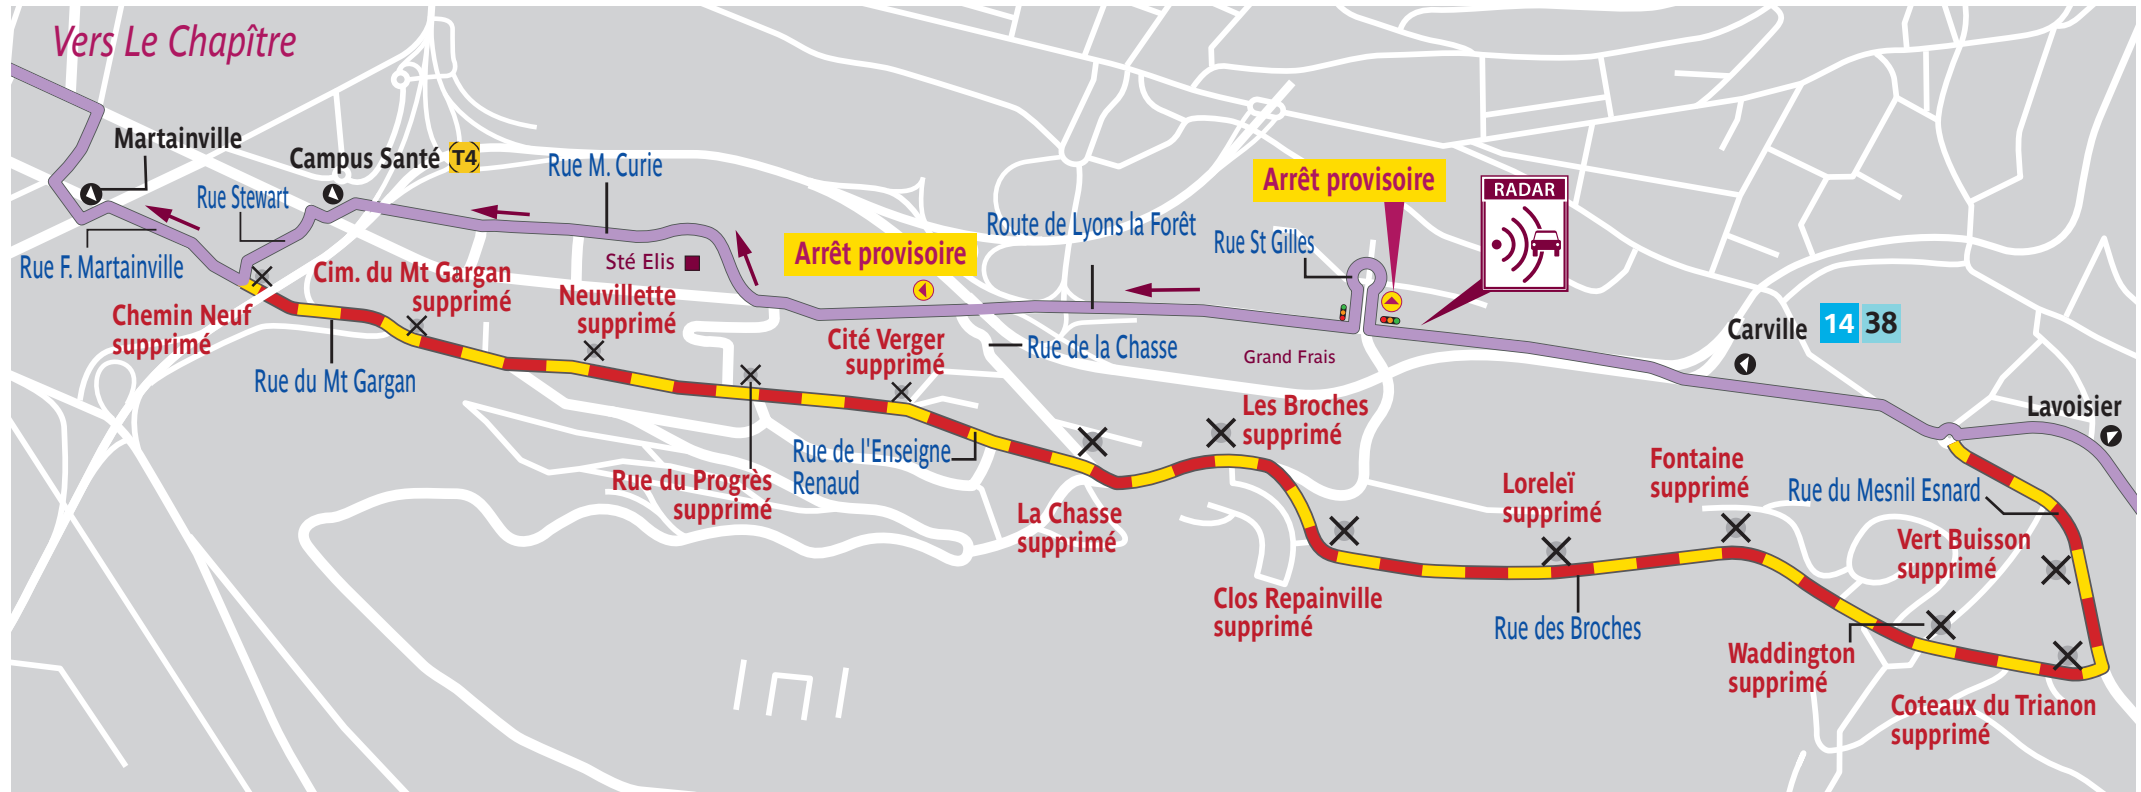 Vers Le Chapître
Martainville
Campus Santé T4
Rue Stewart
Rue M. Curie
Rue F. Martainville
Chemin Neuf
supprimé
Cim. du Mt Gargan
supprimé
Rue du Mt Gargan
Neuvillette
supprimé
Sté Elis
Arrêt provisoire
Route de Lyons la Forêt
Rue St Gilles
Arrêt provisoire
RADAR
Cité Verger
supprimé
Rue de la Chasse
Grand Frais
Carville 14 38
Lavoisier
Rue du Progrès
supprimé
Rue de l'Enseigne
Renaud
La Chasse
supprimé
Les Broches
supprimé
Clos Repainville
supprimé
Loreleï
supprimé
Rue des Broches
Fontaine
supprimé
Rue du Mesnil Esnard
Vert Buisson
supprimé
Waddington
supprimé
Coteaux du Trianon
supprimé